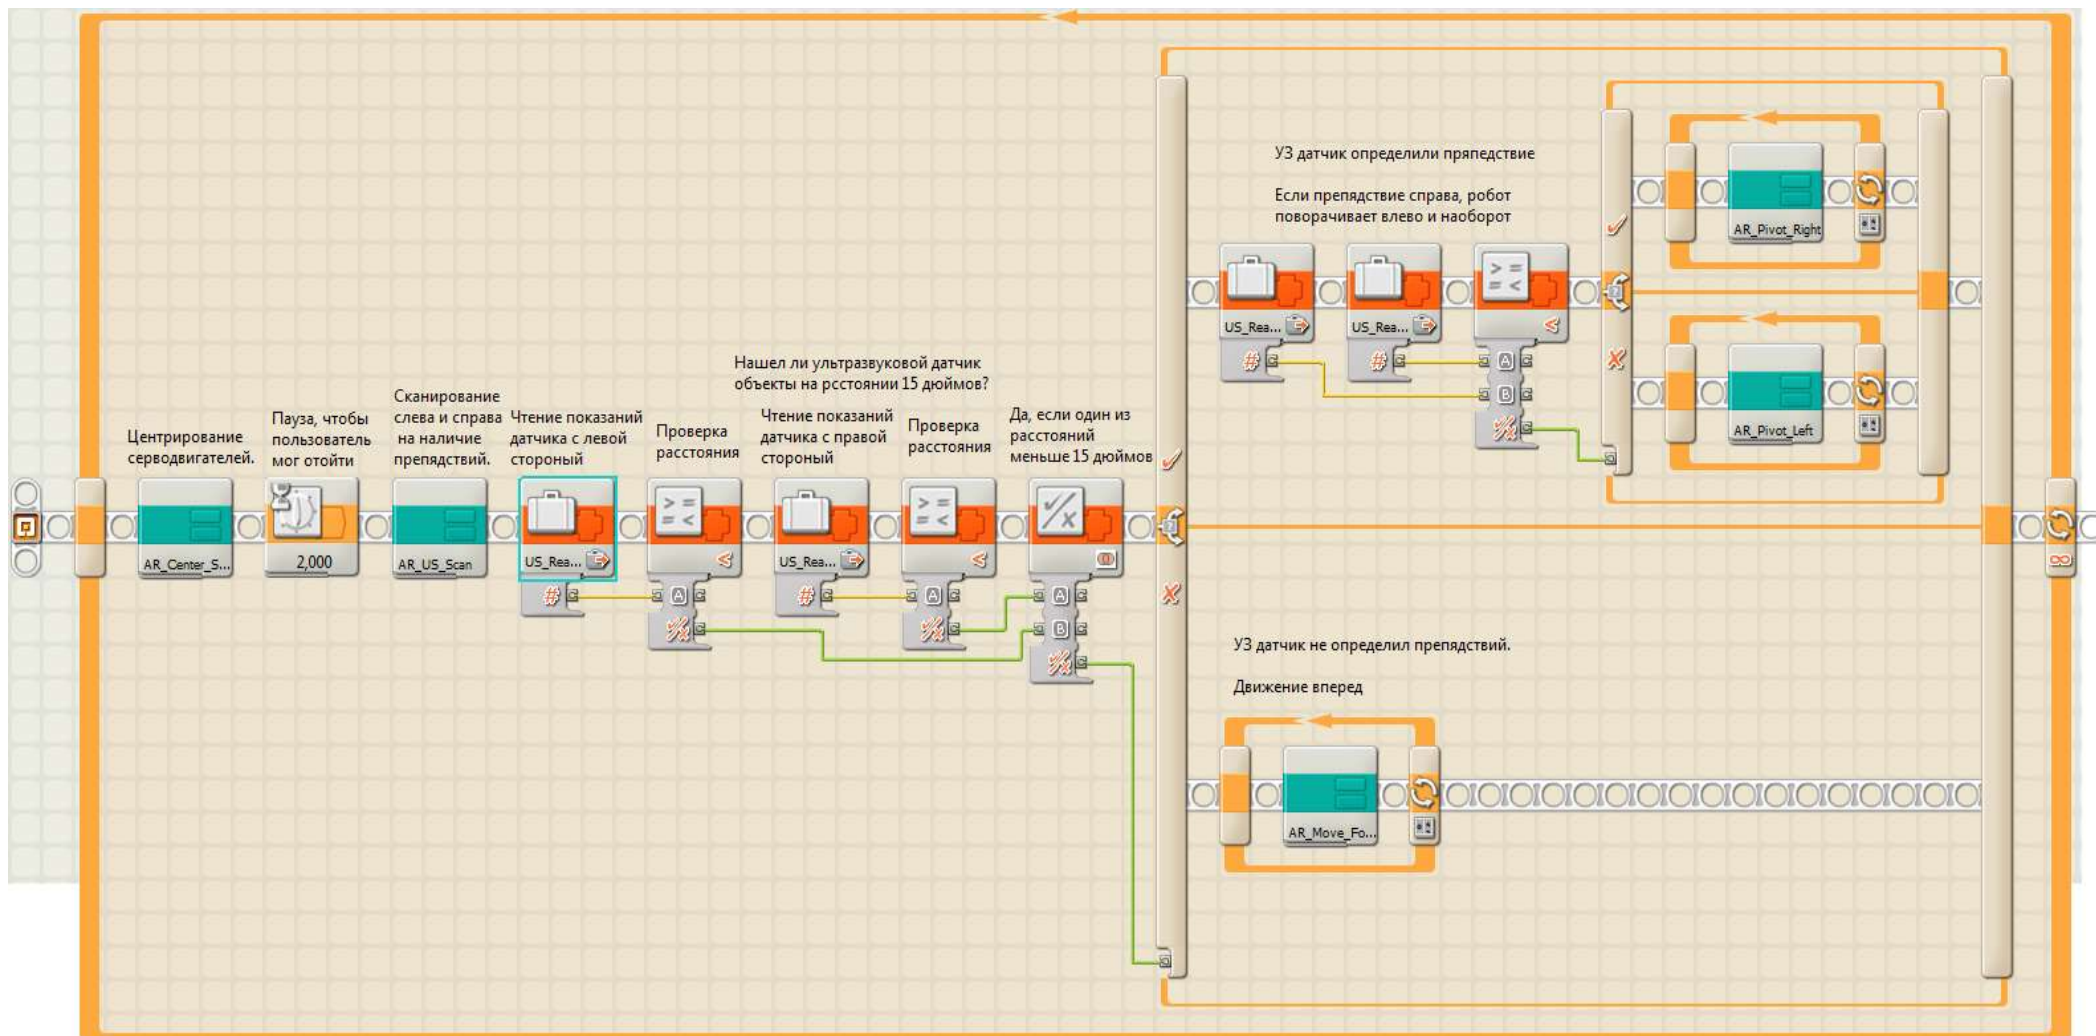 Центрирование
серводвигателей.
AR_Center_S...
Пауза, чтобы
пользователь
мог отойти
2,000
Сканирование
слева и справа
на наличие
препядствий.
AR_US_Scan
Нашел ли ультразвуковой датчик
объекты на рсстоянии 15 дюймов?
Чтение показаний
датчика с левой
стороный
US_Rea...
#
Проверка
расстояния
<
A
Чтение показаний
датчика с правой
стороный
US_Rea...
#
Проверка
расстояния
<
A
Да, если один из
расстояний
меньше 15 дюймов
A
B
УЗ датчик определили пряпедствие
Если препядствие справа, робот
поворачивает влево и наоборот
US_Rea...
#
US_Rea...
#
<
A
B
AR_Pivot_Right
AR_Pivot_Left
УЗ датчик не определил препядствий.
Движение вперед
AR_Move_Fo...
∞